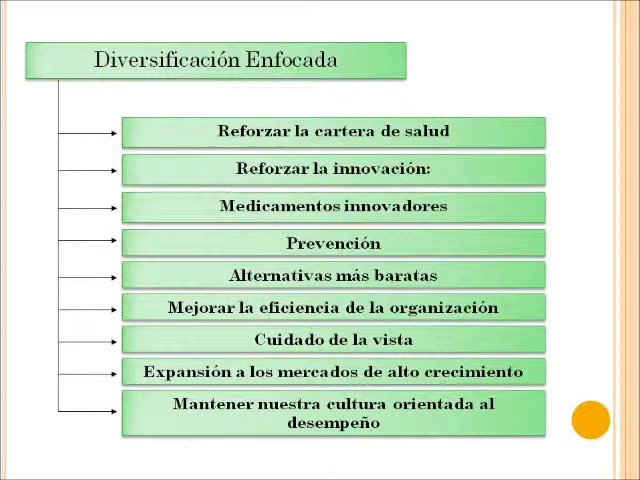 Diversificación Enfocada
Reforzar la cartera de salud
Reforzar la innovación:
Medicamentos innovadores
Prevención
Alternativas más baratas
Mejorar la eficiencia de la organización
Cuidado de la vista
Expansión a los mercados de alto crecimiento
Mantener nuestra cultura orientada al
desempeño